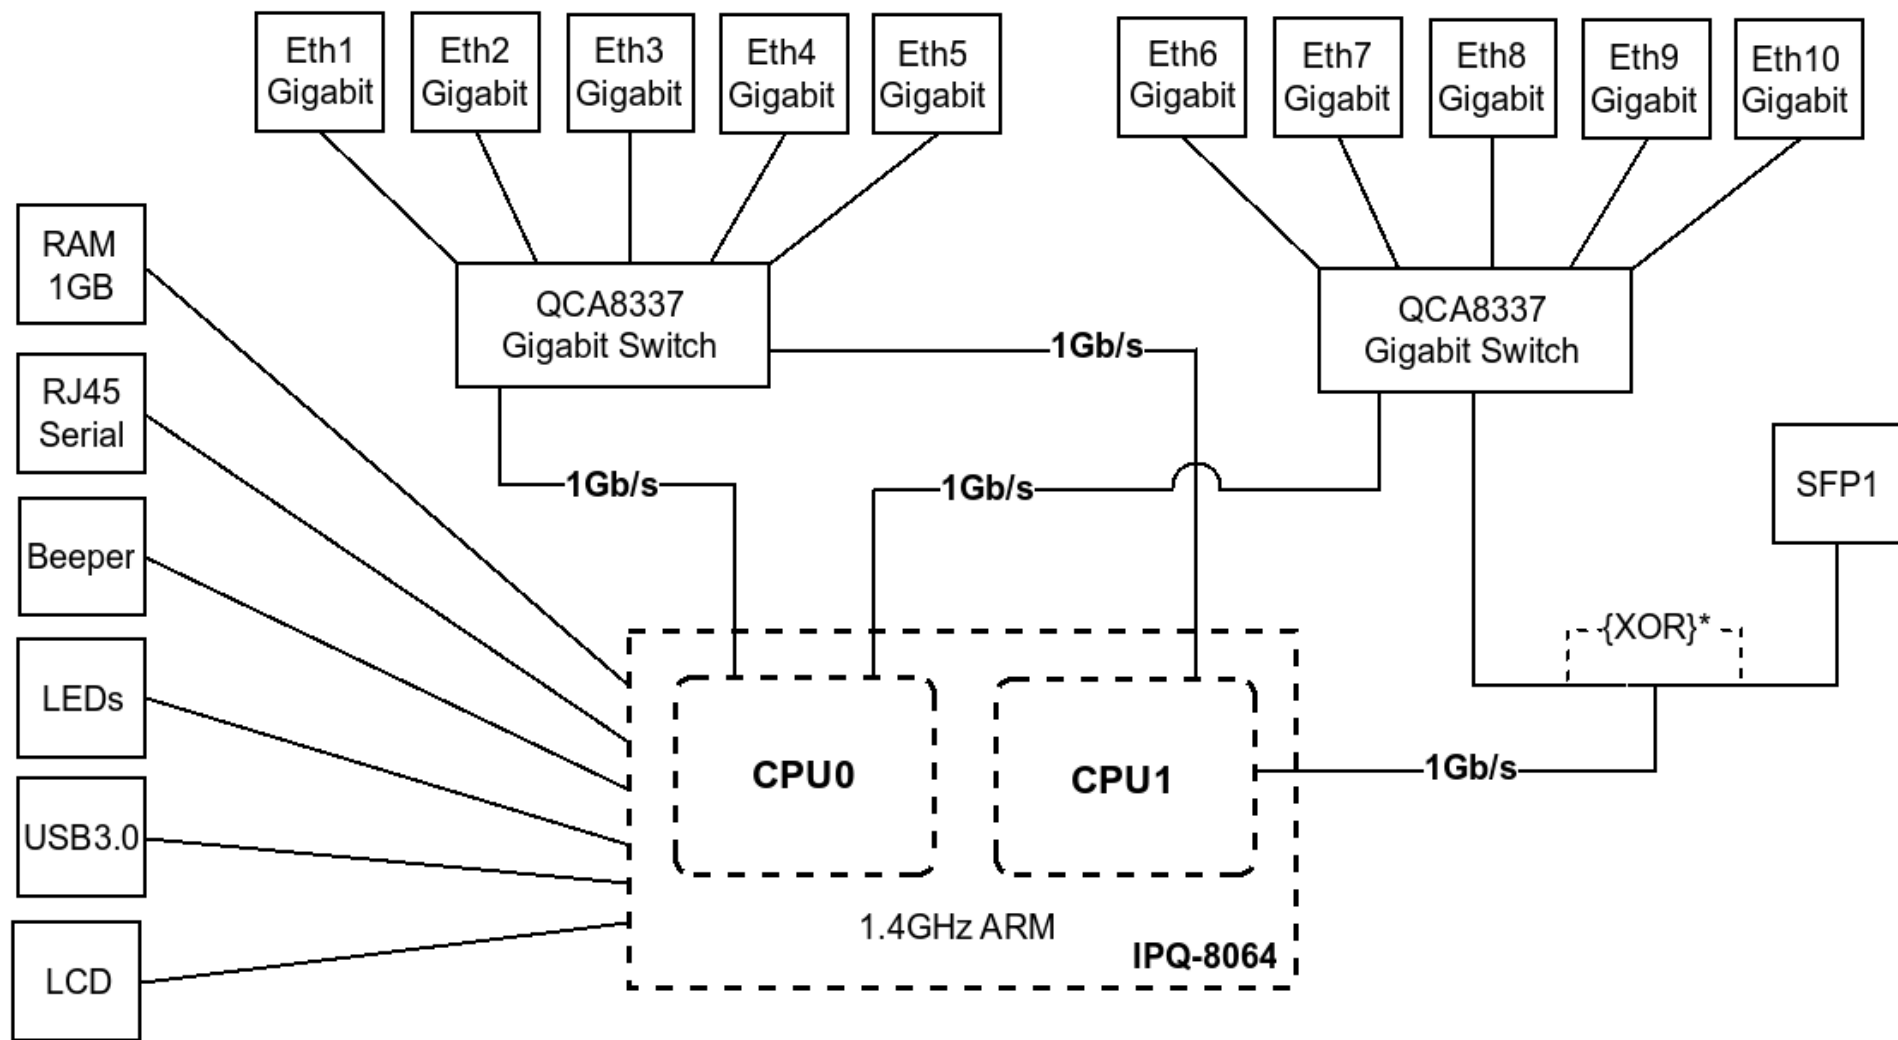 Eth1
Gigabit
Eth2
Gigabit
Eth3
Gigabit
Eth4
Gigabit
Eth5
Gigabit
Eth6
Gigabit
Eth7
Gigabit
Eth8
Gigabit
Eth9
Gigabit
Eth10
Gigabit
RAM
1GB
QCA8337
Gigabit Switch
QCA8337
Gigabit Switch
1Gb/s
RJ45
Serial
1Gb/s
1Gb/s
SFP1
Beeper
{XOR}*
LEDs
CPU0
CPU1
1Gb/s
USB3.0
1.4GHz ARM
IPQ-8064
LCD